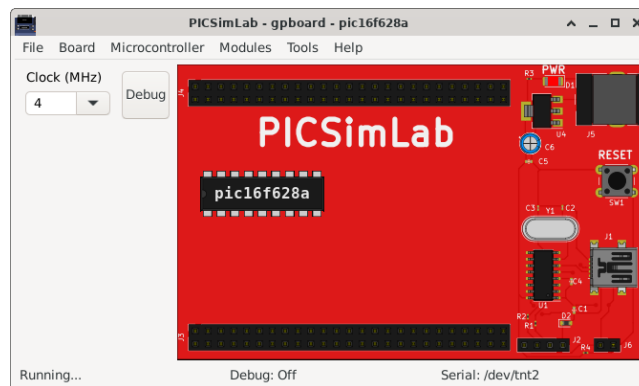 PICSimLab - gpboard - pic16f628a
File Board Microcontroller Modules Tools Help
Clock (MHz)
4
Debug
J4
R3
PWR
D1
U4
J5
PICSimLab
C6
C5
RESET
SW1
pic16f628a
C3
Y1
C2
J1
C4
U1
C1
R2
R1
D2
J3
J2
R4
J6
Running...
Debug: Off
Serial: /dev/tnt2